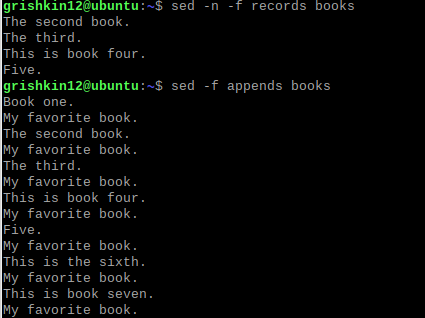 grishkin12@ubuntu:~$ sed -n -f records books
The second book.
The third.
This is book four.
Five.
grishkin12@ubuntu:~$ sed -f appends books
Book one.
My favorite book.
The second book.
My favorite book.
The third.
My favorite book.
This is book four.
My favorite book.
Five.
My favorite book.
This is the sixth.
My favorite book.
This is book seven.
My favorite book.